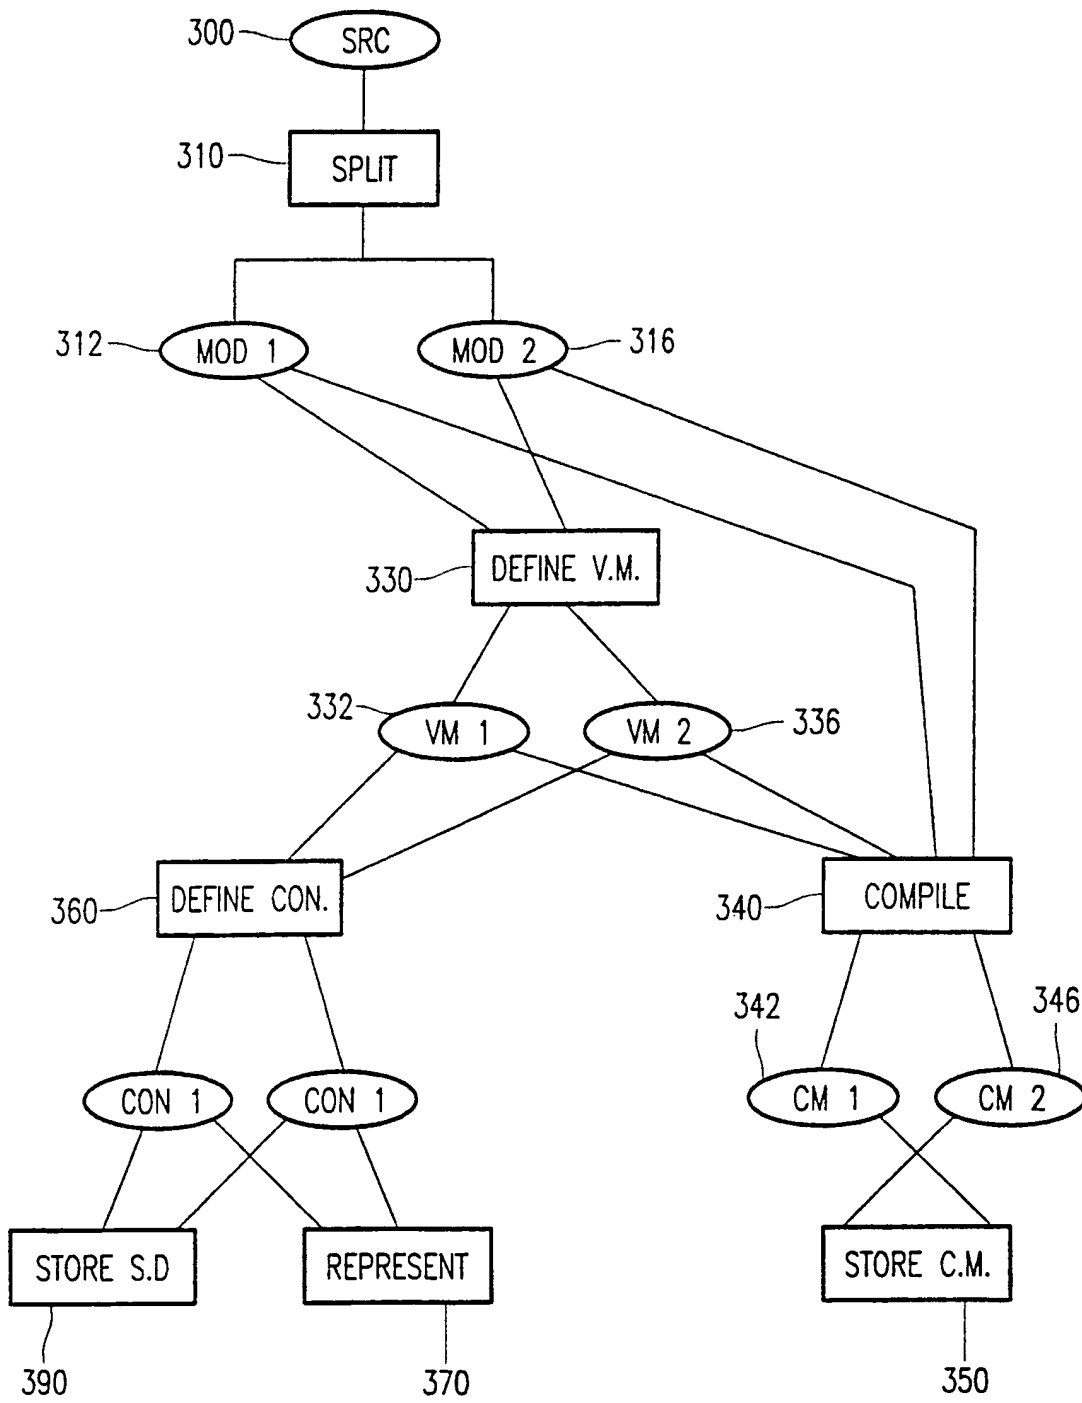 300
SRC
310
SPLIT
312
MOD 1
MOD 2
316
330
DEFINE V.M.
332
VM 1
VM 2
336
360
DEFINE CON.
340
COMPILE
342
346
CON 1
CON 1
CM 1
CM 2
STORE S.D
REPRESENT
STORE C.M.
390
370
350